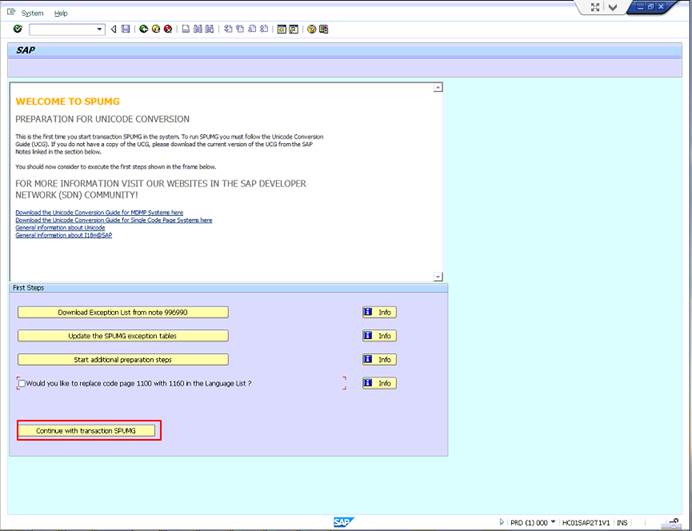 System Help
SAP
WELCOME TO SPUMG
PREPARATION FOR UNICODE CONVERSION
This is the first time you start transaction SPUMG in the system. To run SPUMG you must follow the Unicode Conversion
Guide (UCG). If you do not have a copy of the UCG, please download the current version of the UCG from the SAP
Notes linked in the section below.
You should now consider to execute the first steps shown in the frame below.
FOR MORE INFORMATION VISIT OUR WEBSITES IN THE SAP DEVELOPER
NETWORK (SDN) COMMUNITY!
Download the Unicode Conversion Guide for MDMP Systems here
Download the Unicode Conversion Guide for Single Code Page Systems here
General information about Unicode
General information about I18n@SAP
First Steps
Download Exception List from note 996990 Info
Update the SPUMG exception tables Info
Start additional preparation steps Info
Would you like to replace code page 1100 with 1160 in the Language List ? Info
Continue with transaction SPUMG
SAP PRD (1) 000 HC01SAP2T1V1 INS